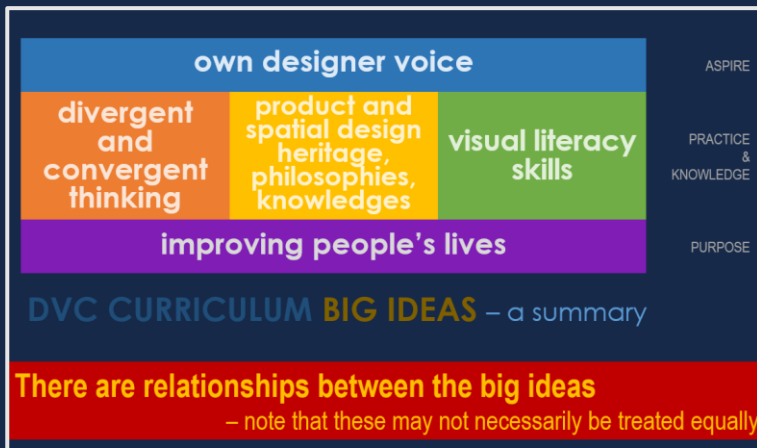 own designer voice
ASPIRE
divergent
and
convergent
thinking
product and
spatial design
heritage,
philosophies,
knowledges
visual literacy
skills
PRACTICE
&
KNOWLEDGE
improving people's lives
PURPOSE
DVC CURRICULUM BIG IDEAS – a summary
There are relationships between the big ideas
– note that these may not necessarily be treated equally